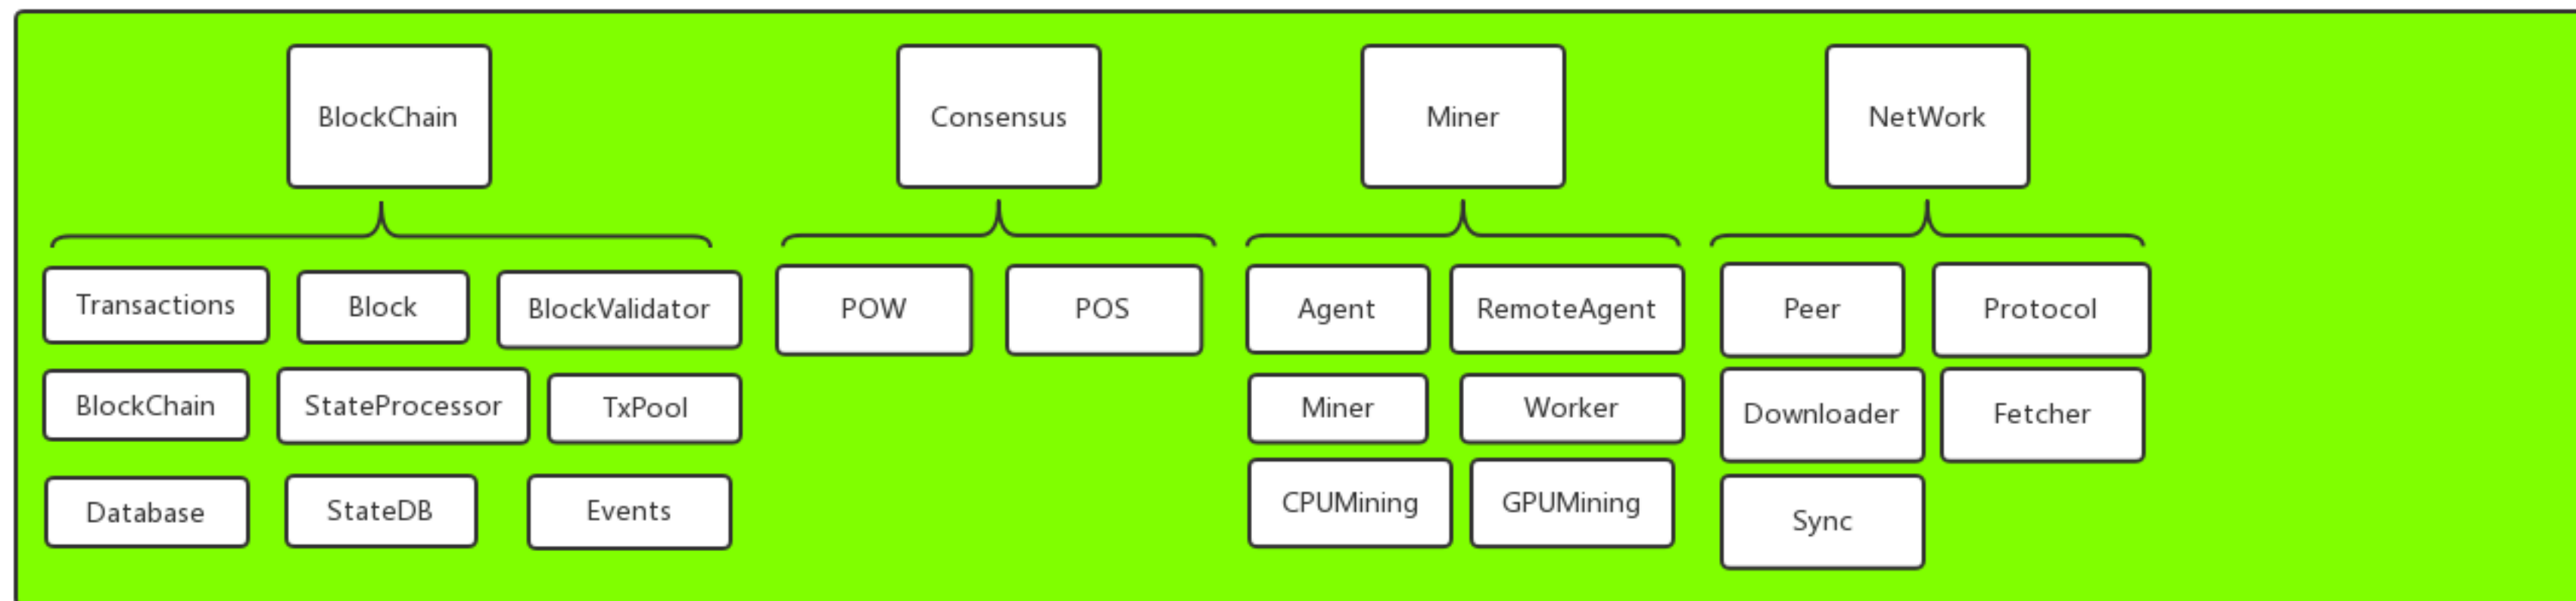 BlockChain
Consensus
Miner
NetWork
Transactions
Block
BlockValidator
POW
POS
Agent
RemoteAgent
Peer
Protocol
BlockChain
StateProcessor
TxPool
Miner
Worker
Downloader
Fetcher
Database
StateDB
Events
CPUMining
GPUMining
Sync